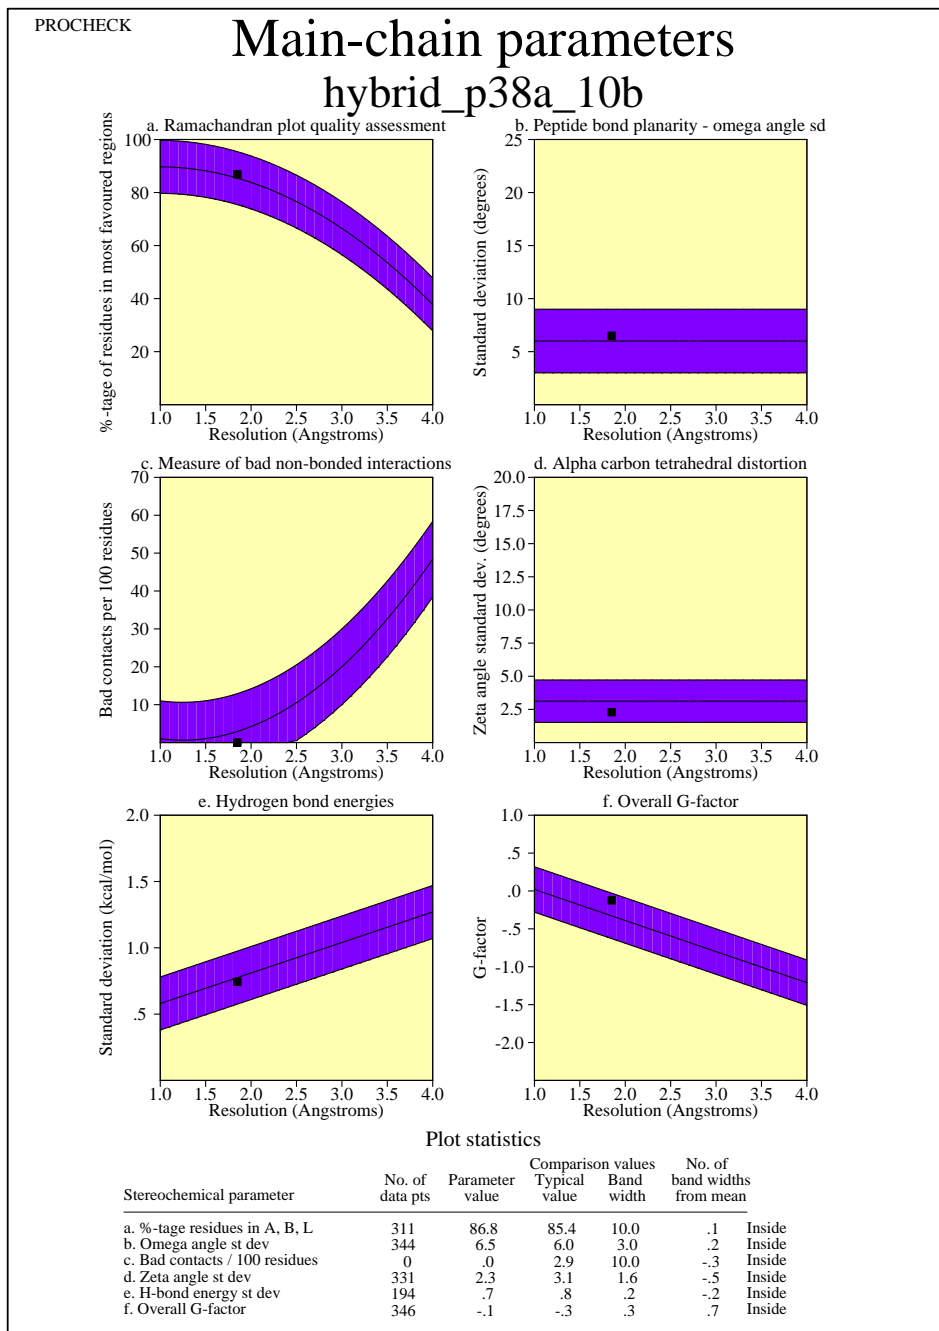 PROCHECK
Main-chain parameters
hybrid_p38a_10b
a. Ramachandran plot quality assessment
%-tage of residues in most favoured regions
100
80
60
40
20
1.0 1.5 2.0 2.5 3.0 3.5 4.0
Resolution (Angstroms)
b. Peptide bond planarity - omega angle sd
Standard deviation (degrees)
25
20
15
10
5
1.0 1.5 2.0 2.5 3.0 3.5 4.0
Resolution (Angstroms)
c. Measure of bad non-bonded interactions
Bad contacts per 100 residues
70
60
50
40
30
20
10
1.0 1.5 2.0 2.5 3.0 3.5 4.0
Resolution (Angstroms)
d. Alpha carbon tetrahedral distortion
Zeta angle standard dev. (degrees)
20.0
17.5
15.0
12.5
10.0
7.5
5.0
2.5
1.0 1.5 2.0 2.5 3.0 3.5 4.0
Resolution (Angstroms)
e. Hydrogen bond energies
Standard deviation (kcal/mol)
2.0
1.5
1.0
.5
1.0 1.5 2.0 2.5 3.0 3.5 4.0
Resolution (Angstroms)
f. Overall G-factor
G-factor
1.0
.5
.0
-.5
-1.0
-1.5
-2.0
1.0 1.5 2.0 2.5 3.0 3.5 4.0
Resolution (Angstroms)
Plot statistics
Comparison values
No. of Parameter Typical Band No. of
Stereochemical parameter data pts value value width band widths from mean
a. %-tage residues in A, B, L 311 86.8 85.4 10.0 .1 Inside
b. Omega angle st dev 344 6.5 6.0 3.0 .2 Inside
c. Bad contacts / 100 residues 0 .0 2.9 10.0 -.3 Inside
d. Zeta angle st dev 331 2.3 3.1 1.6 -.5 Inside
e. H-bond energy st dev 194 .7 .8 .2 -.2 Inside
f. Overall G-factor 346 -.1 -.3 .3 .7 Inside